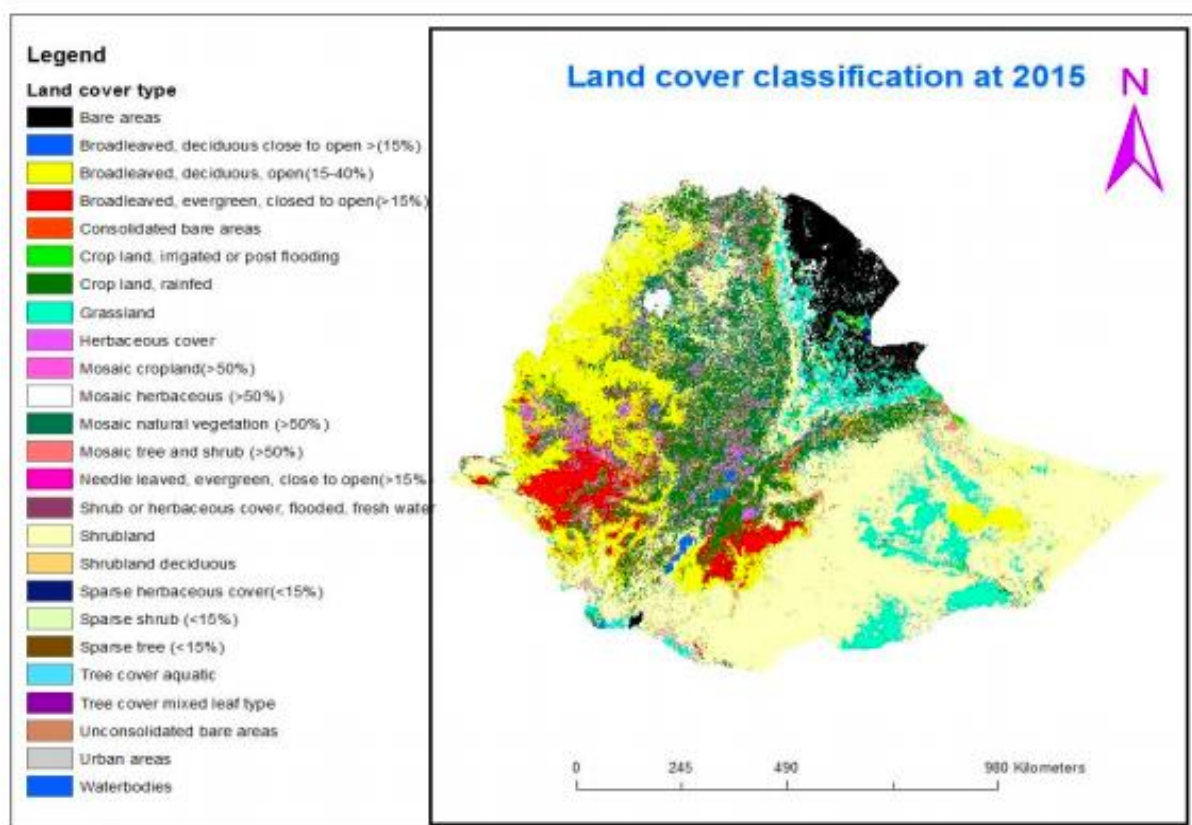 Legend
Land cover type
Bare areas
Broadleaved, deciduous close to open >(15%)
Broadleaved, deciduous, open(15-40%)
Broadleaved, evergreen, closed to open(>15%)
Consolidated bare areas
Crop land, irrigated or post flooding
Crop land, rainfed
Grassland
Herbaceous cover
Mosaic cropland(>50%)
Mosaic herbaceous (>50%)
Mosaic natural vegetation (>50%)
Mosaic tree and shrub (>50%)
Needle leaved, evergreen, close to open(>15%
Shrub or herbaceous cover, flooded, fresh water
Shrubland
Shrubland deciduous
Sparse herbaceous cover(<15%)
Sparse shrub (<15%)
Sparse tree (<15%)
Tree cover aquatic
Tree cover mixed leaf type
Unconsolidated bare areas
Urban areas
Waterbodies
Land cover classification at 2015
N
0 245 490 980 Kilometers